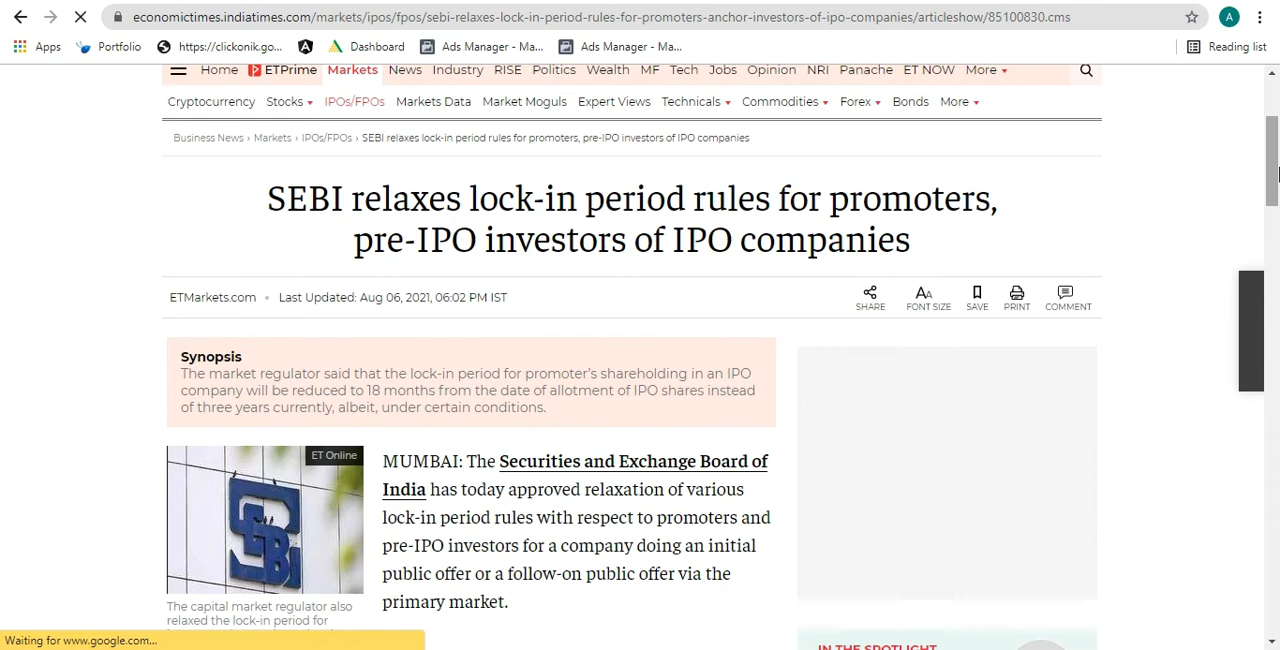 economictimes.indiatimes.com/markets/ipos/fpos/sebi-relaxes-lock-in-period-rules-for-promoters-anchor-investors-of-ipo-companies/articleshow/85100830.cms
A
Apps Portfolio https://clickonik.go... Dashboard Ads Manager - Ma... Ads Manager - Ma... Reading list
Home ETPrime Markets News Industry RISE Politics Wealth MF Tech Jobs Opinion NRI Panache ET NOW More
Cryptocurrency Stocks IPOs/FPOs Markets Data Market Moguls Expert Views Technicals Commodities Forex Bonds More
Business News › Markets › IPOs/FPOs › SEBI relaxes lock-in period rules for promoters, pre-IPO investors of IPO companies
SEBI relaxes lock-in period rules for promoters,
pre-IPO investors of IPO companies
ETMarkets.com • Last Updated: Aug 06, 2021, 06:02 PM IST
SHARE FONT SIZE SAVE PRINT COMMENT
Synopsis
The market regulator said that the lock-in period for promoter's shareholding in an IPO
company will be reduced to 18 months from the date of allotment of IPO shares instead
of three years currently, albeit, under certain conditions.
ET Online
The capital market regulator also
relaxed the lock-in period for
MUMBAI: The Securities and Exchange Board of
India has today approved relaxation of various
lock-in period rules with respect to promoters and
pre-IPO investors for a company doing an initial
public offer or a follow-on public offer via the
primary market.
IN THE SPOTLIGHT
Waiting for www.google.com...